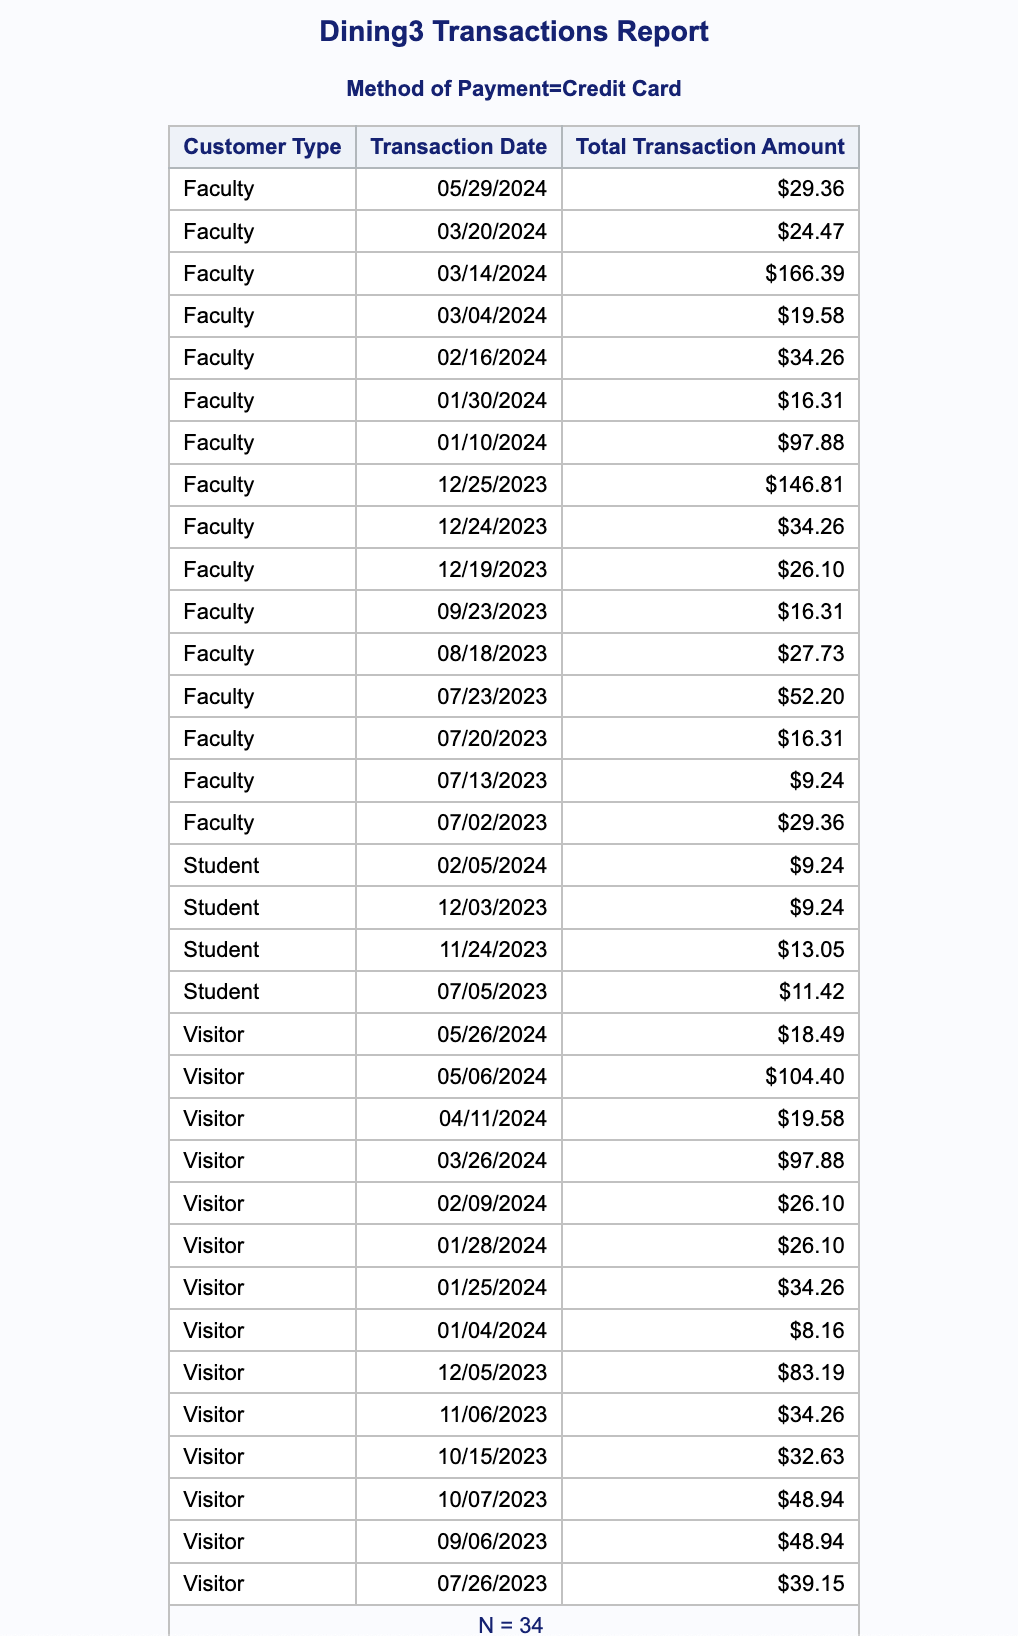 Dining3 Transactions Report
Method of Payment=Credit Card
Customer Type Transaction Date Total Transaction Amount
Faculty 05/29/2024 $29.36
Faculty 03/20/2024 $24.47
Faculty 03/14/2024 $166.39
Faculty 03/04/2024 $19.58
Faculty 02/16/2024 $34.26
Faculty 01/30/2024 $16.31
Faculty 01/10/2024 $97.88
Faculty 12/25/2023 $146.81
Faculty 12/24/2023 $34.26
Faculty 12/19/2023 $26.10
Faculty 09/23/2023 $16.31
Faculty 08/18/2023 $27.73
Faculty 07/23/2023 $52.20
Faculty 07/20/2023 $16.31
Faculty 07/13/2023 $9.24
Faculty 07/02/2023 $29.36
Student 02/05/2024 $9.24
Student 12/03/2023 $9.24
Student 11/24/2023 $13.05
Student 07/05/2023 $11.42
Visitor 05/26/2024 $18.49
Visitor 05/06/2024 $104.40
Visitor 04/11/2024 $19.58
Visitor 03/26/2024 $97.88
Visitor 02/09/2024 $26.10
Visitor 01/28/2024 $26.10
Visitor 01/25/2024 $34.26
Visitor 01/04/2024 $8.16
Visitor 12/05/2023 $83.19
Visitor 11/06/2023 $34.26
Visitor 10/15/2023 $32.63
Visitor 10/07/2023 $48.94
Visitor 09/06/2023 $48.94
Visitor 07/26/2023 $39.15
N = 34